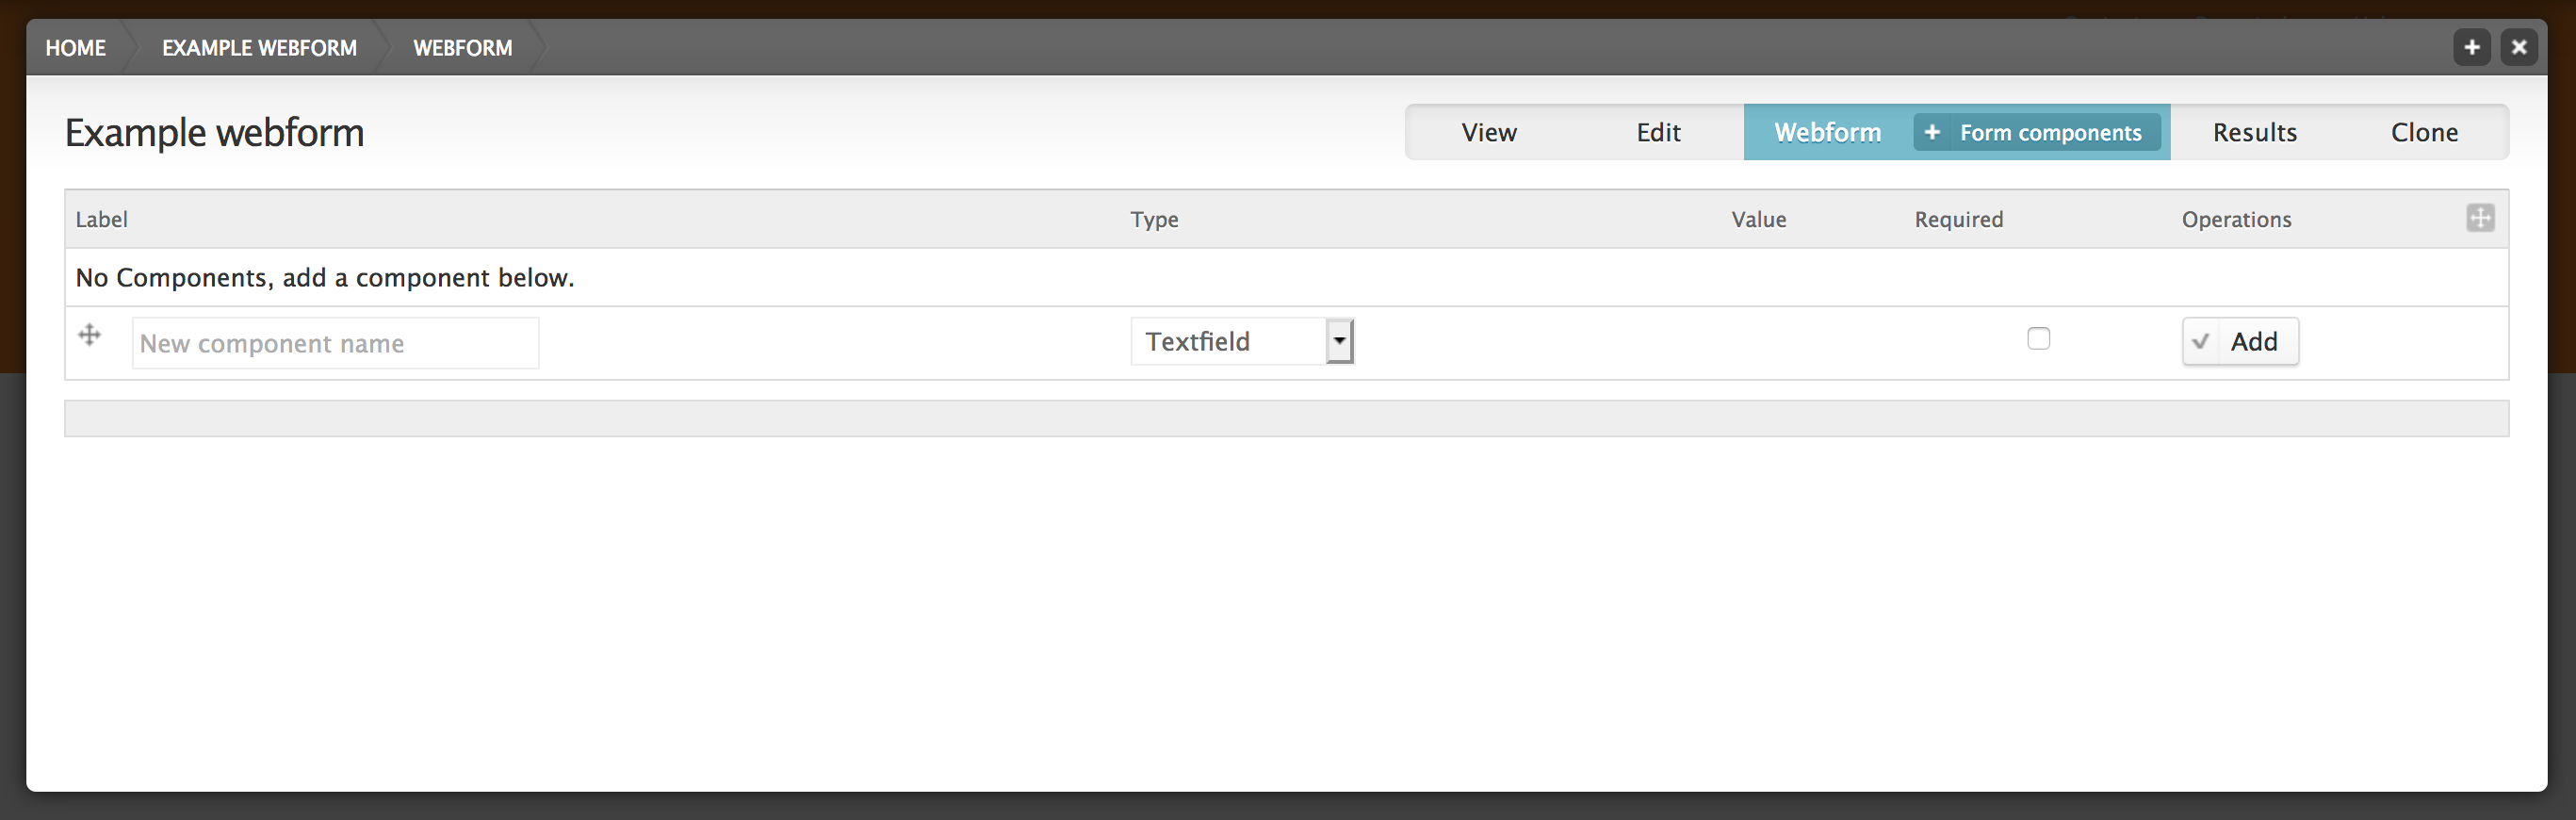 HOME EXAMPLE WEBFORM WEBFORM
Example webform
View Edit Webform Form components Results Clone
Label Type Value Required Operations
No Components, add a component below.
New component name Textfield Add